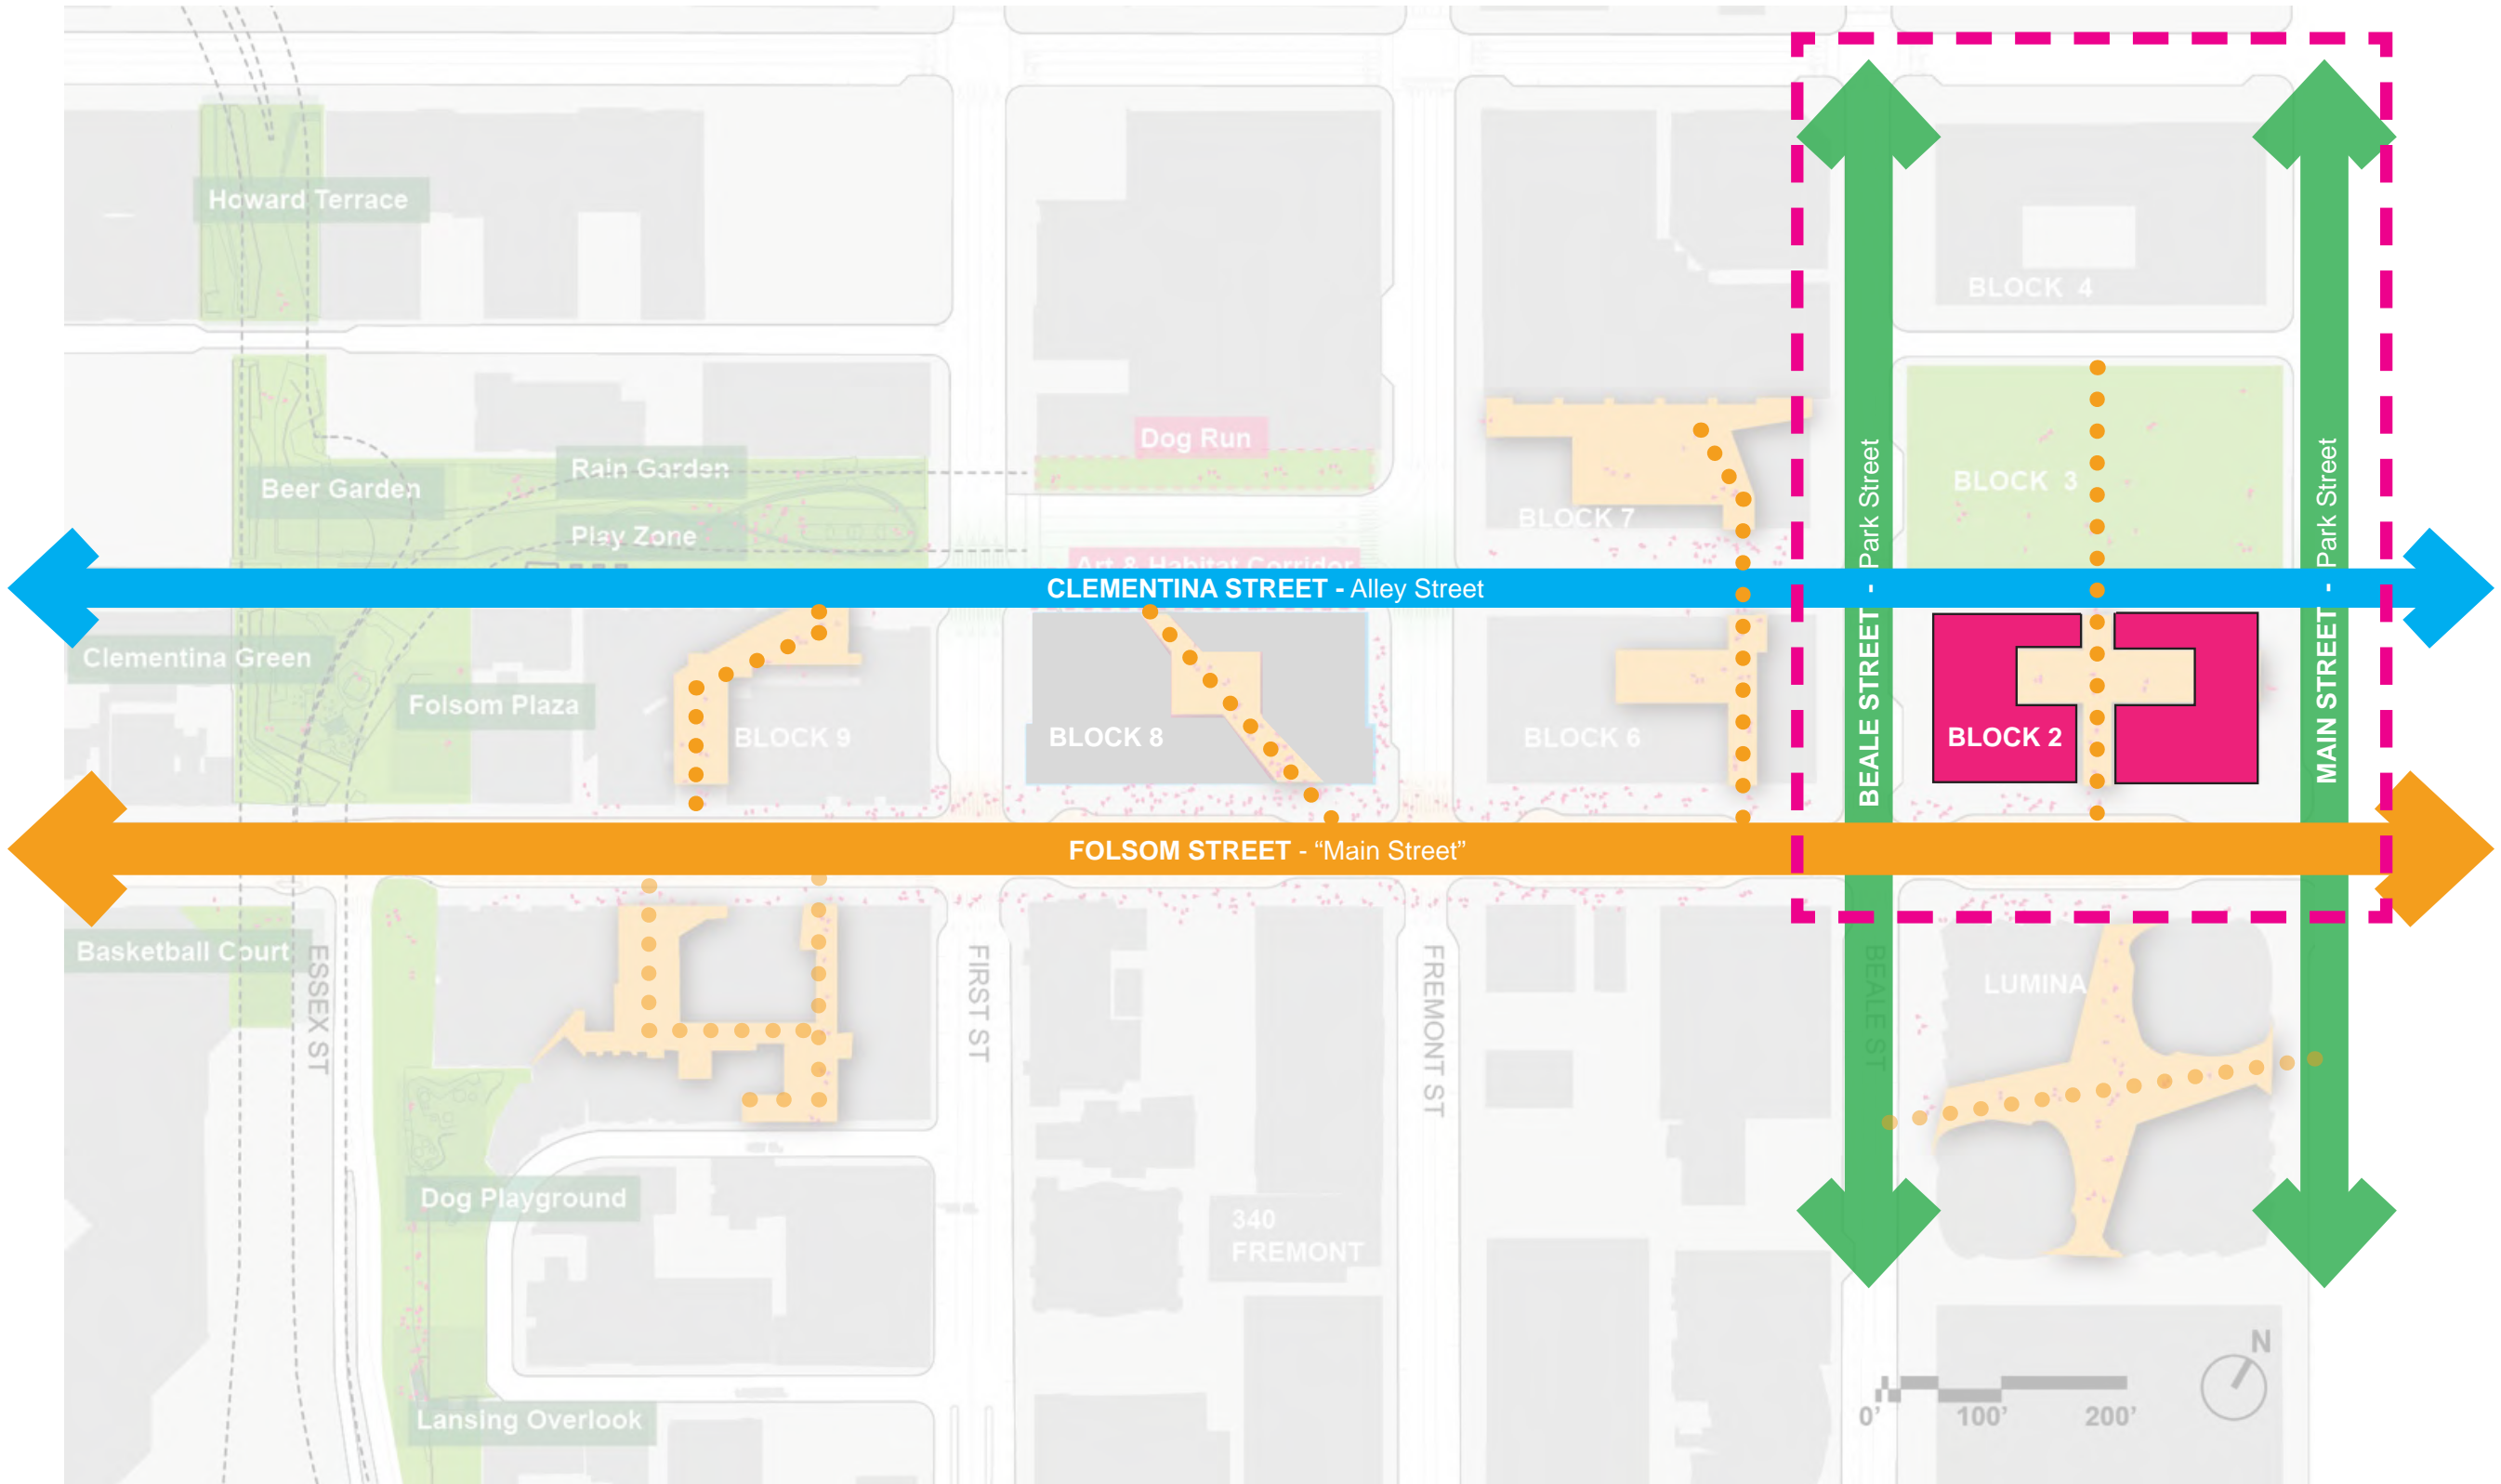 Howard Terrace
BLOCK 4
Dog Run
Rain Garden
Beer Garden
BLOCK 3
BLOCK 7
Play Zone
Art & Habitat Corridor
CLEMENTINA STREET - Alley Street
BEALE STREET - Park Street
MAIN STREET - Park Street
Clementina Green
Folsom Plaza
BLOCK 9
BLOCK 8
BLOCK 6
BLOCK 2
FOLSOM STREET - “Main Street”
Basketball Court
ESSEX ST
FIRST ST
FREMONT ST
BEALE ST
LUMINA
Dog Playground
340
FREMONT
Lansing Overlook
N
0’ 100’ 200’